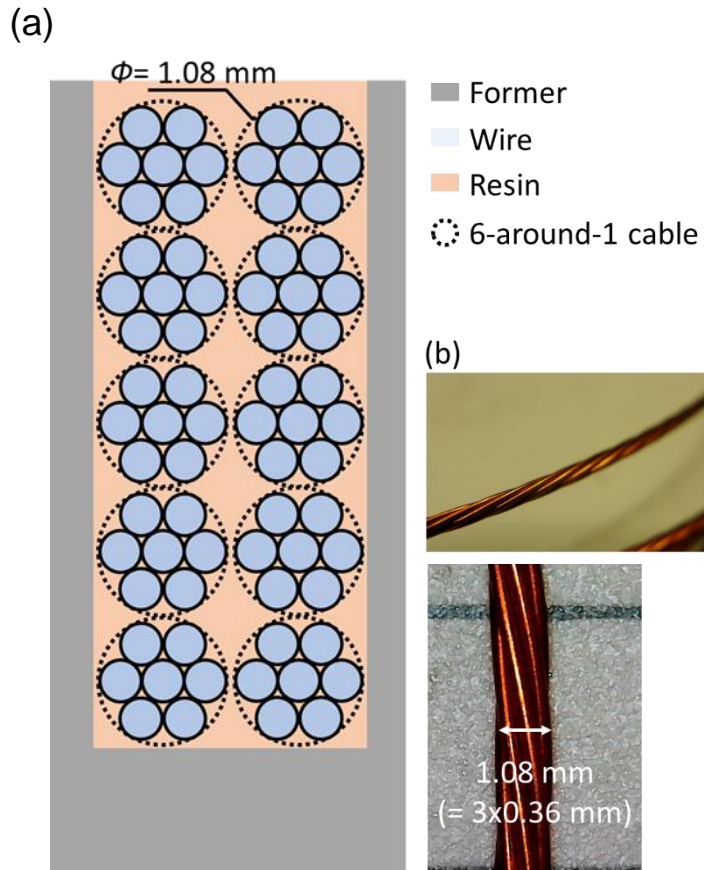 (a)
Φ= 1.08 mm
Former
Wire
Resin
6-around-1 cable
(b)
1.08 mm
(= 3x0.36 mm)